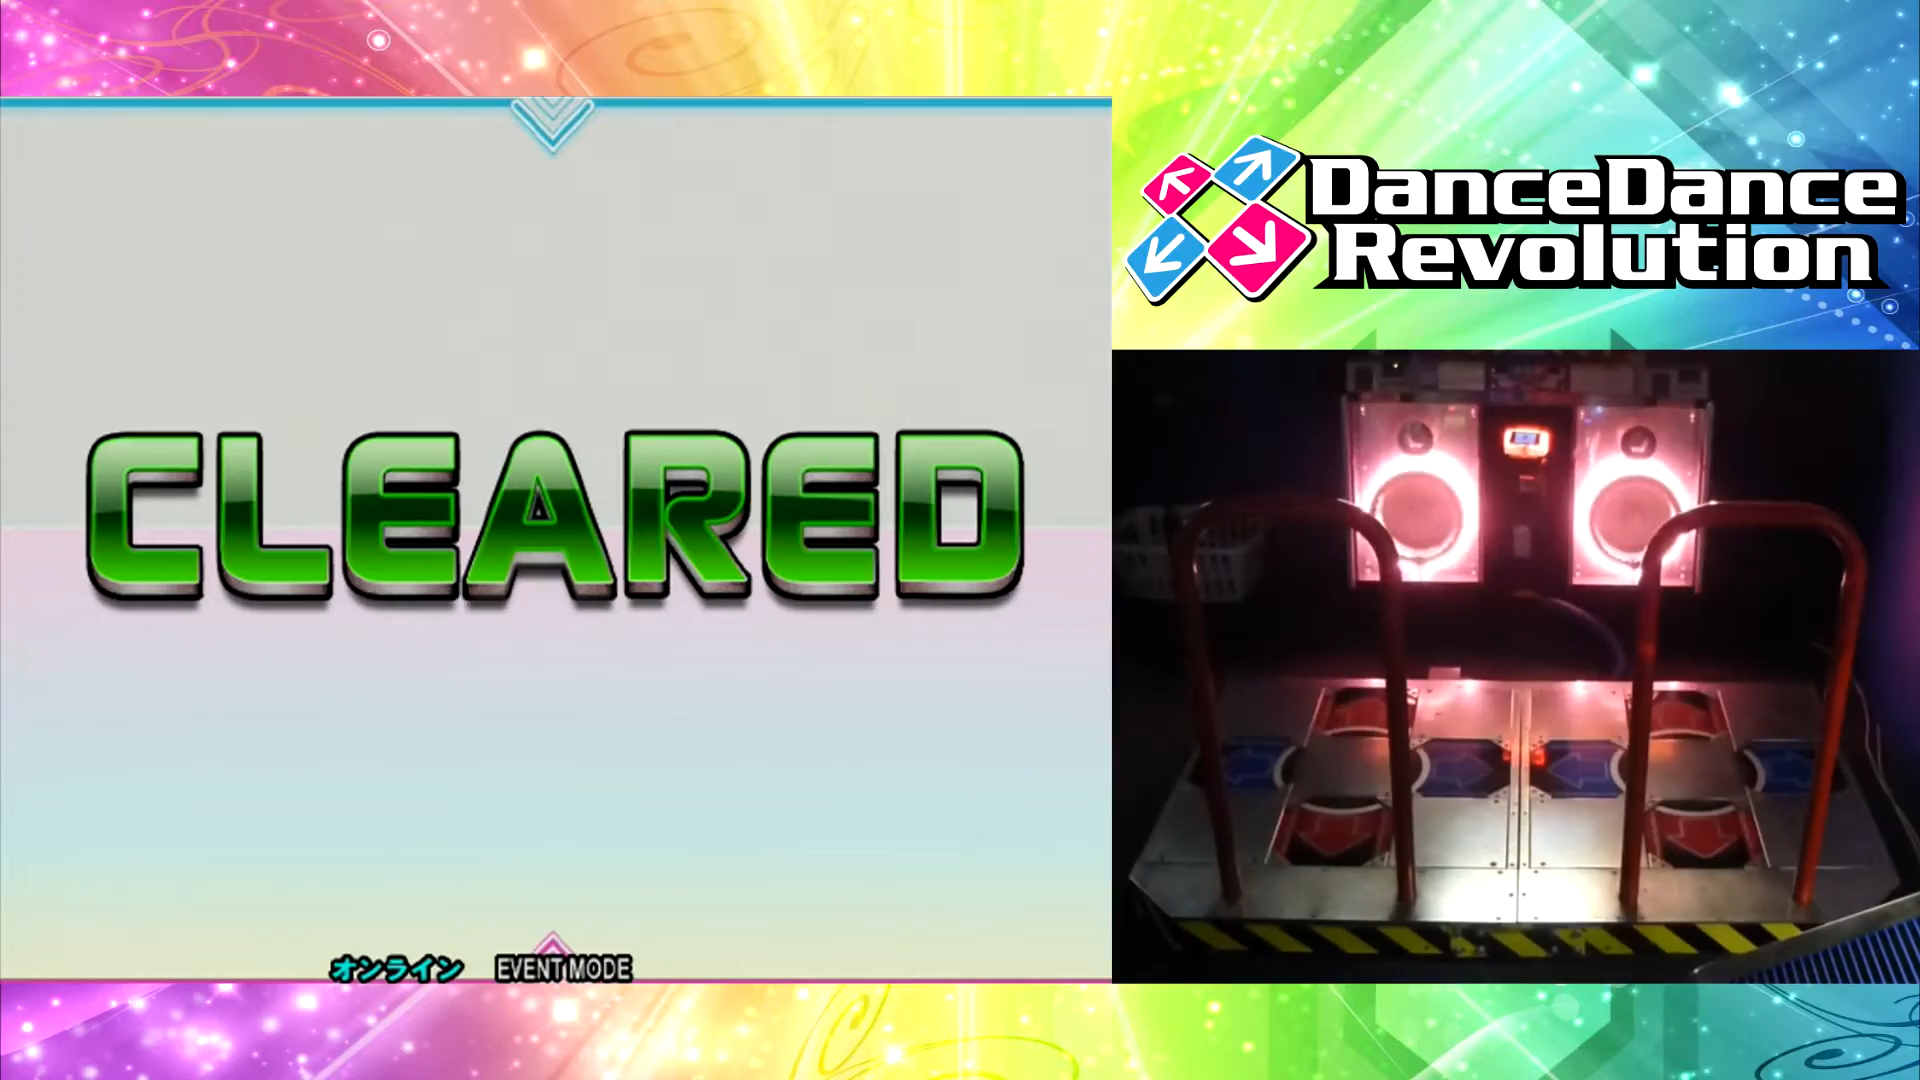 DanceDance
Revolution
CLEARED
オンライン EVENT MODE